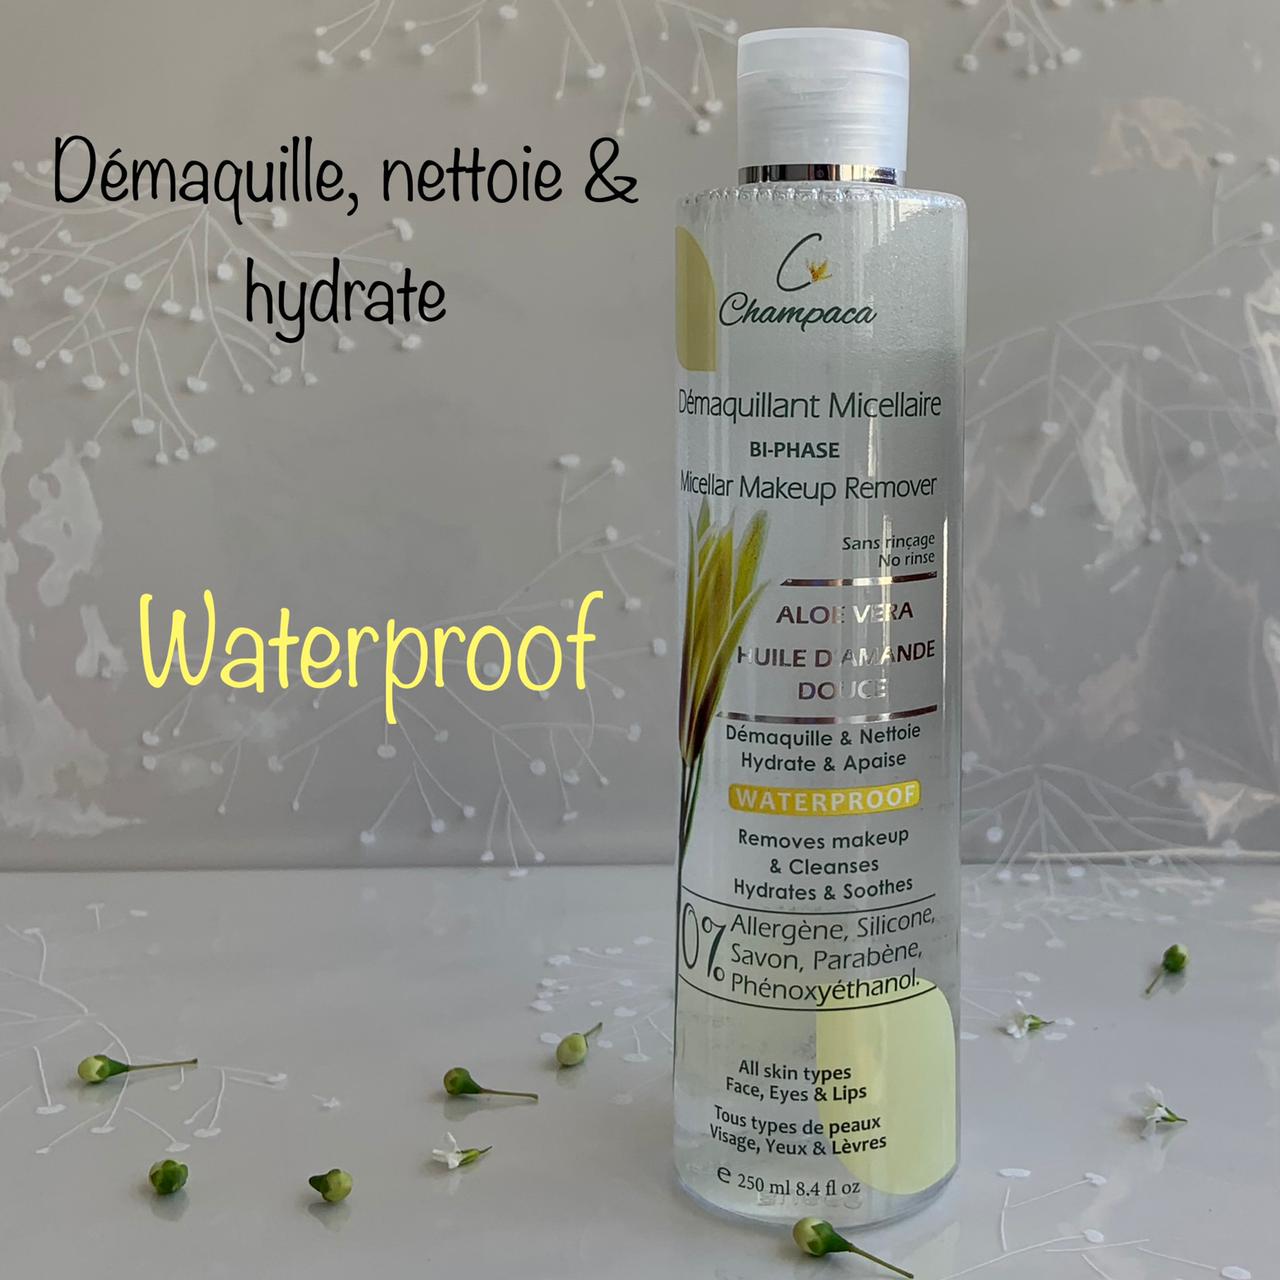 Démaquille, nettoie &
hydrate
Waterproof
C
Champaca
Démaquillant Micellaire
BI-PHASE
Micellar Makeup Remover
Sans rinçage
No rinse
ALOE VERA
HUILE D'AMANDE
DOUCE
Démaquille & Nettoie
Hydrate & Apaise
WATERPROOF
Removes makeup
& Cleanses
Hydrates & Soothes
0% Allergène, Silicone,
Savon, Parabène,
Phénoxyéthanol.
All skin types
Face, Eyes & Lips
Tous types de peaux
Visage, Yeux & Lèvres
e 250 ml 8.4 fl oz